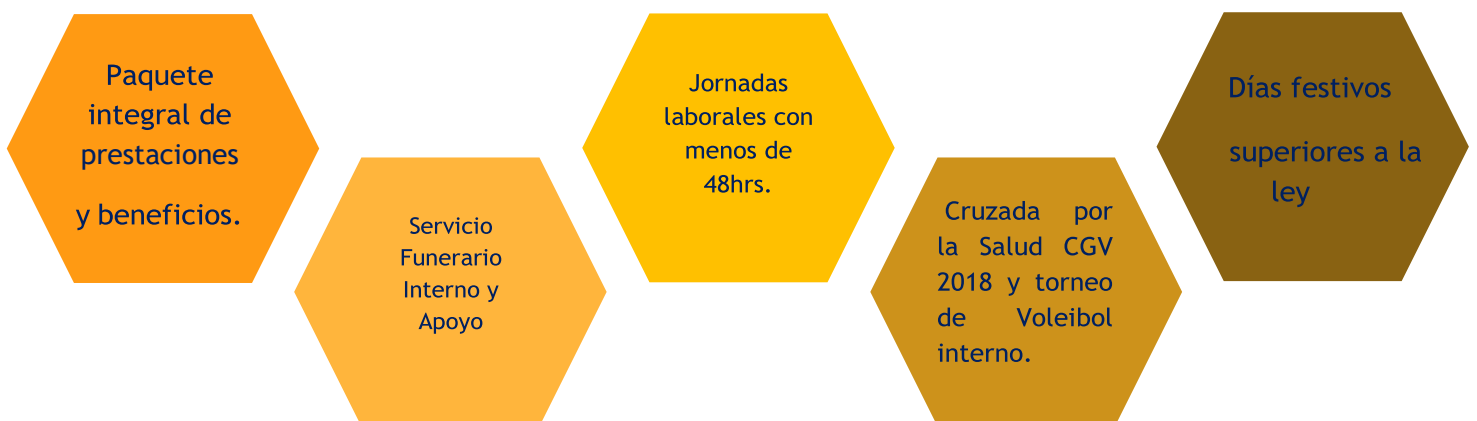 Paquete
integral de
prestaciones
y beneficios.
Servicio
Funerario
Interno y
Apoyo
Jornadas
laborales con
menos de
48hrs.
Cruzada por
la Salud CGV
2018 y torneo
de Voleibol
interno.
Días festivos
superiores a la
ley